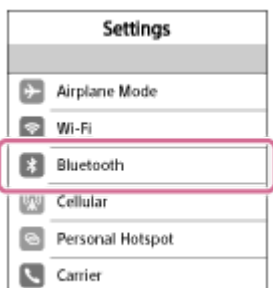 Settings
Airplane Mode
Wi-Fi
Bluetooth
Cellular
Personal Hotspot
Carrier